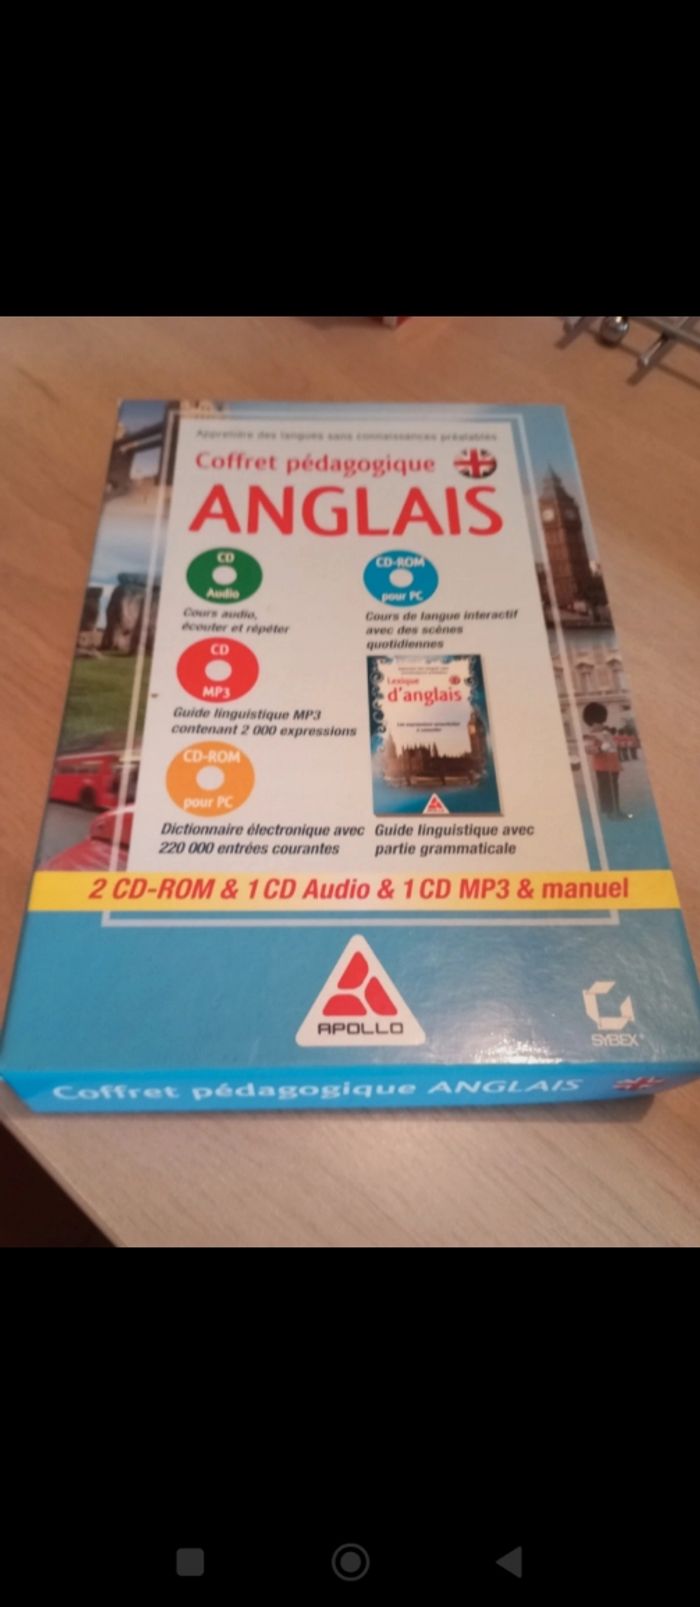 Apprendre des langues sans connaissances préalables
Coffret pédagogique
ANGLAIS
CD
Audio
Cours audio,
écouter et répéter
CD-ROM
pour PC
Cours de langue interactif
avec des scènes
quotidiennes
CD
MP3
Guide linguistique MP3
contenant 2 000 expressions
Lexique
d'anglais
CD-ROM
pour PC
Dictionnaire électronique avec
220 000 entrées courantes
Guide linguistique avec
partie grammaticale
2 CD-ROM & 1 CD Audio & 1 CD MP3 & manuel
APOLLO
SYBEX
Coffret pédagogique ANGLAIS